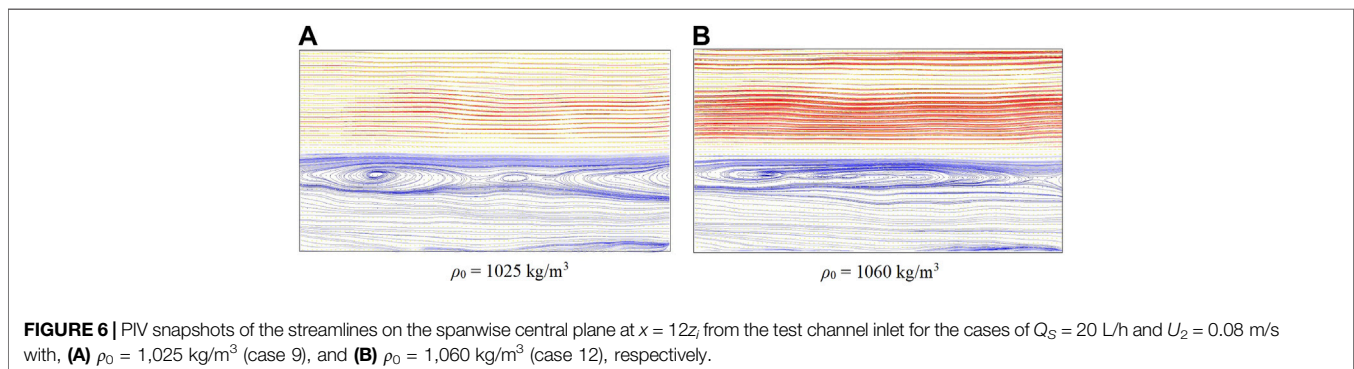 A B
ρ₀ = 1025 kg/m³ ρ₀ = 1060 kg/m³
FIGURE 6 | PIV snapshots of the streamlines on the spanwise central plane at x = 12zᵢ from the test channel inlet for the cases of Q_S = 20 L/h and U₂ = 0.08 m/s
with, (A) ρ₀ = 1,025 kg/m³ (case 9), and (B) ρ₀ = 1,060 kg/m³ (case 12), respectively.